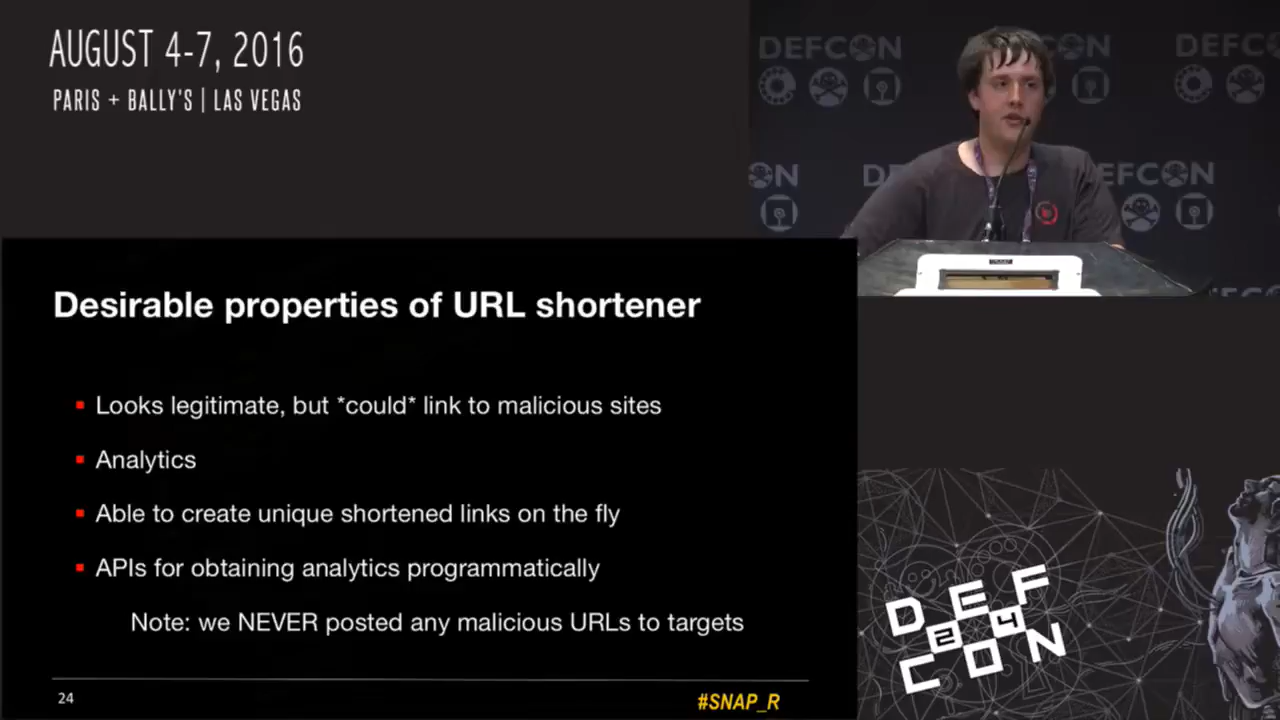 AUGUST 4-7, 2016
PARIS + BALLY'S | LAS VEGAS
DEFCON
Desirable properties of URL shortener
Looks legitimate, but *could* link to malicious sites
Analytics
Able to create unique shortened links on the fly
APIs for obtaining analytics programmatically
Note: we NEVER posted any malicious URLs to targets
24
#SNAP_R
DEF
24
CON